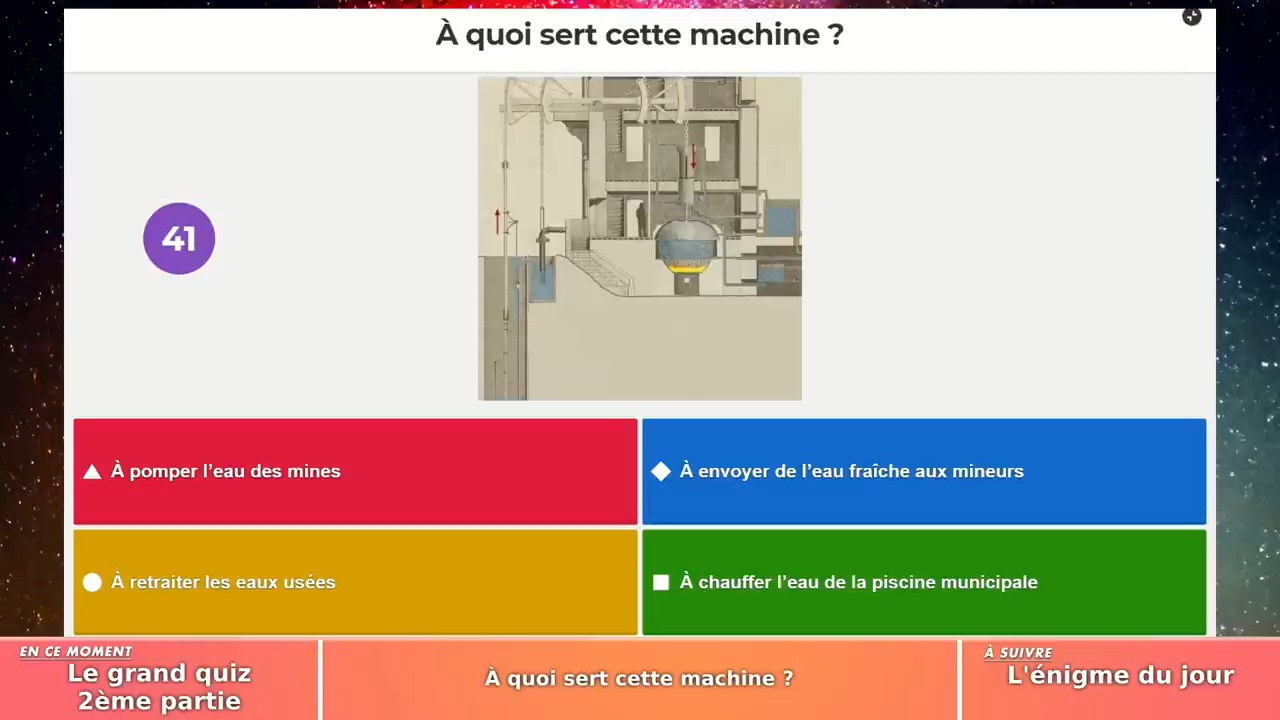 À quoi sert cette machine ?
41
À pomper l'eau des mines
À envoyer de l'eau fraîche aux mineurs
À retraiter les eaux usées
À chauffer l'eau de la piscine municipale
EN CE MOMENT
Le grand quiz
2ème partie
À quoi sert cette machine ?
À SUIVRE
L'énigme du jour